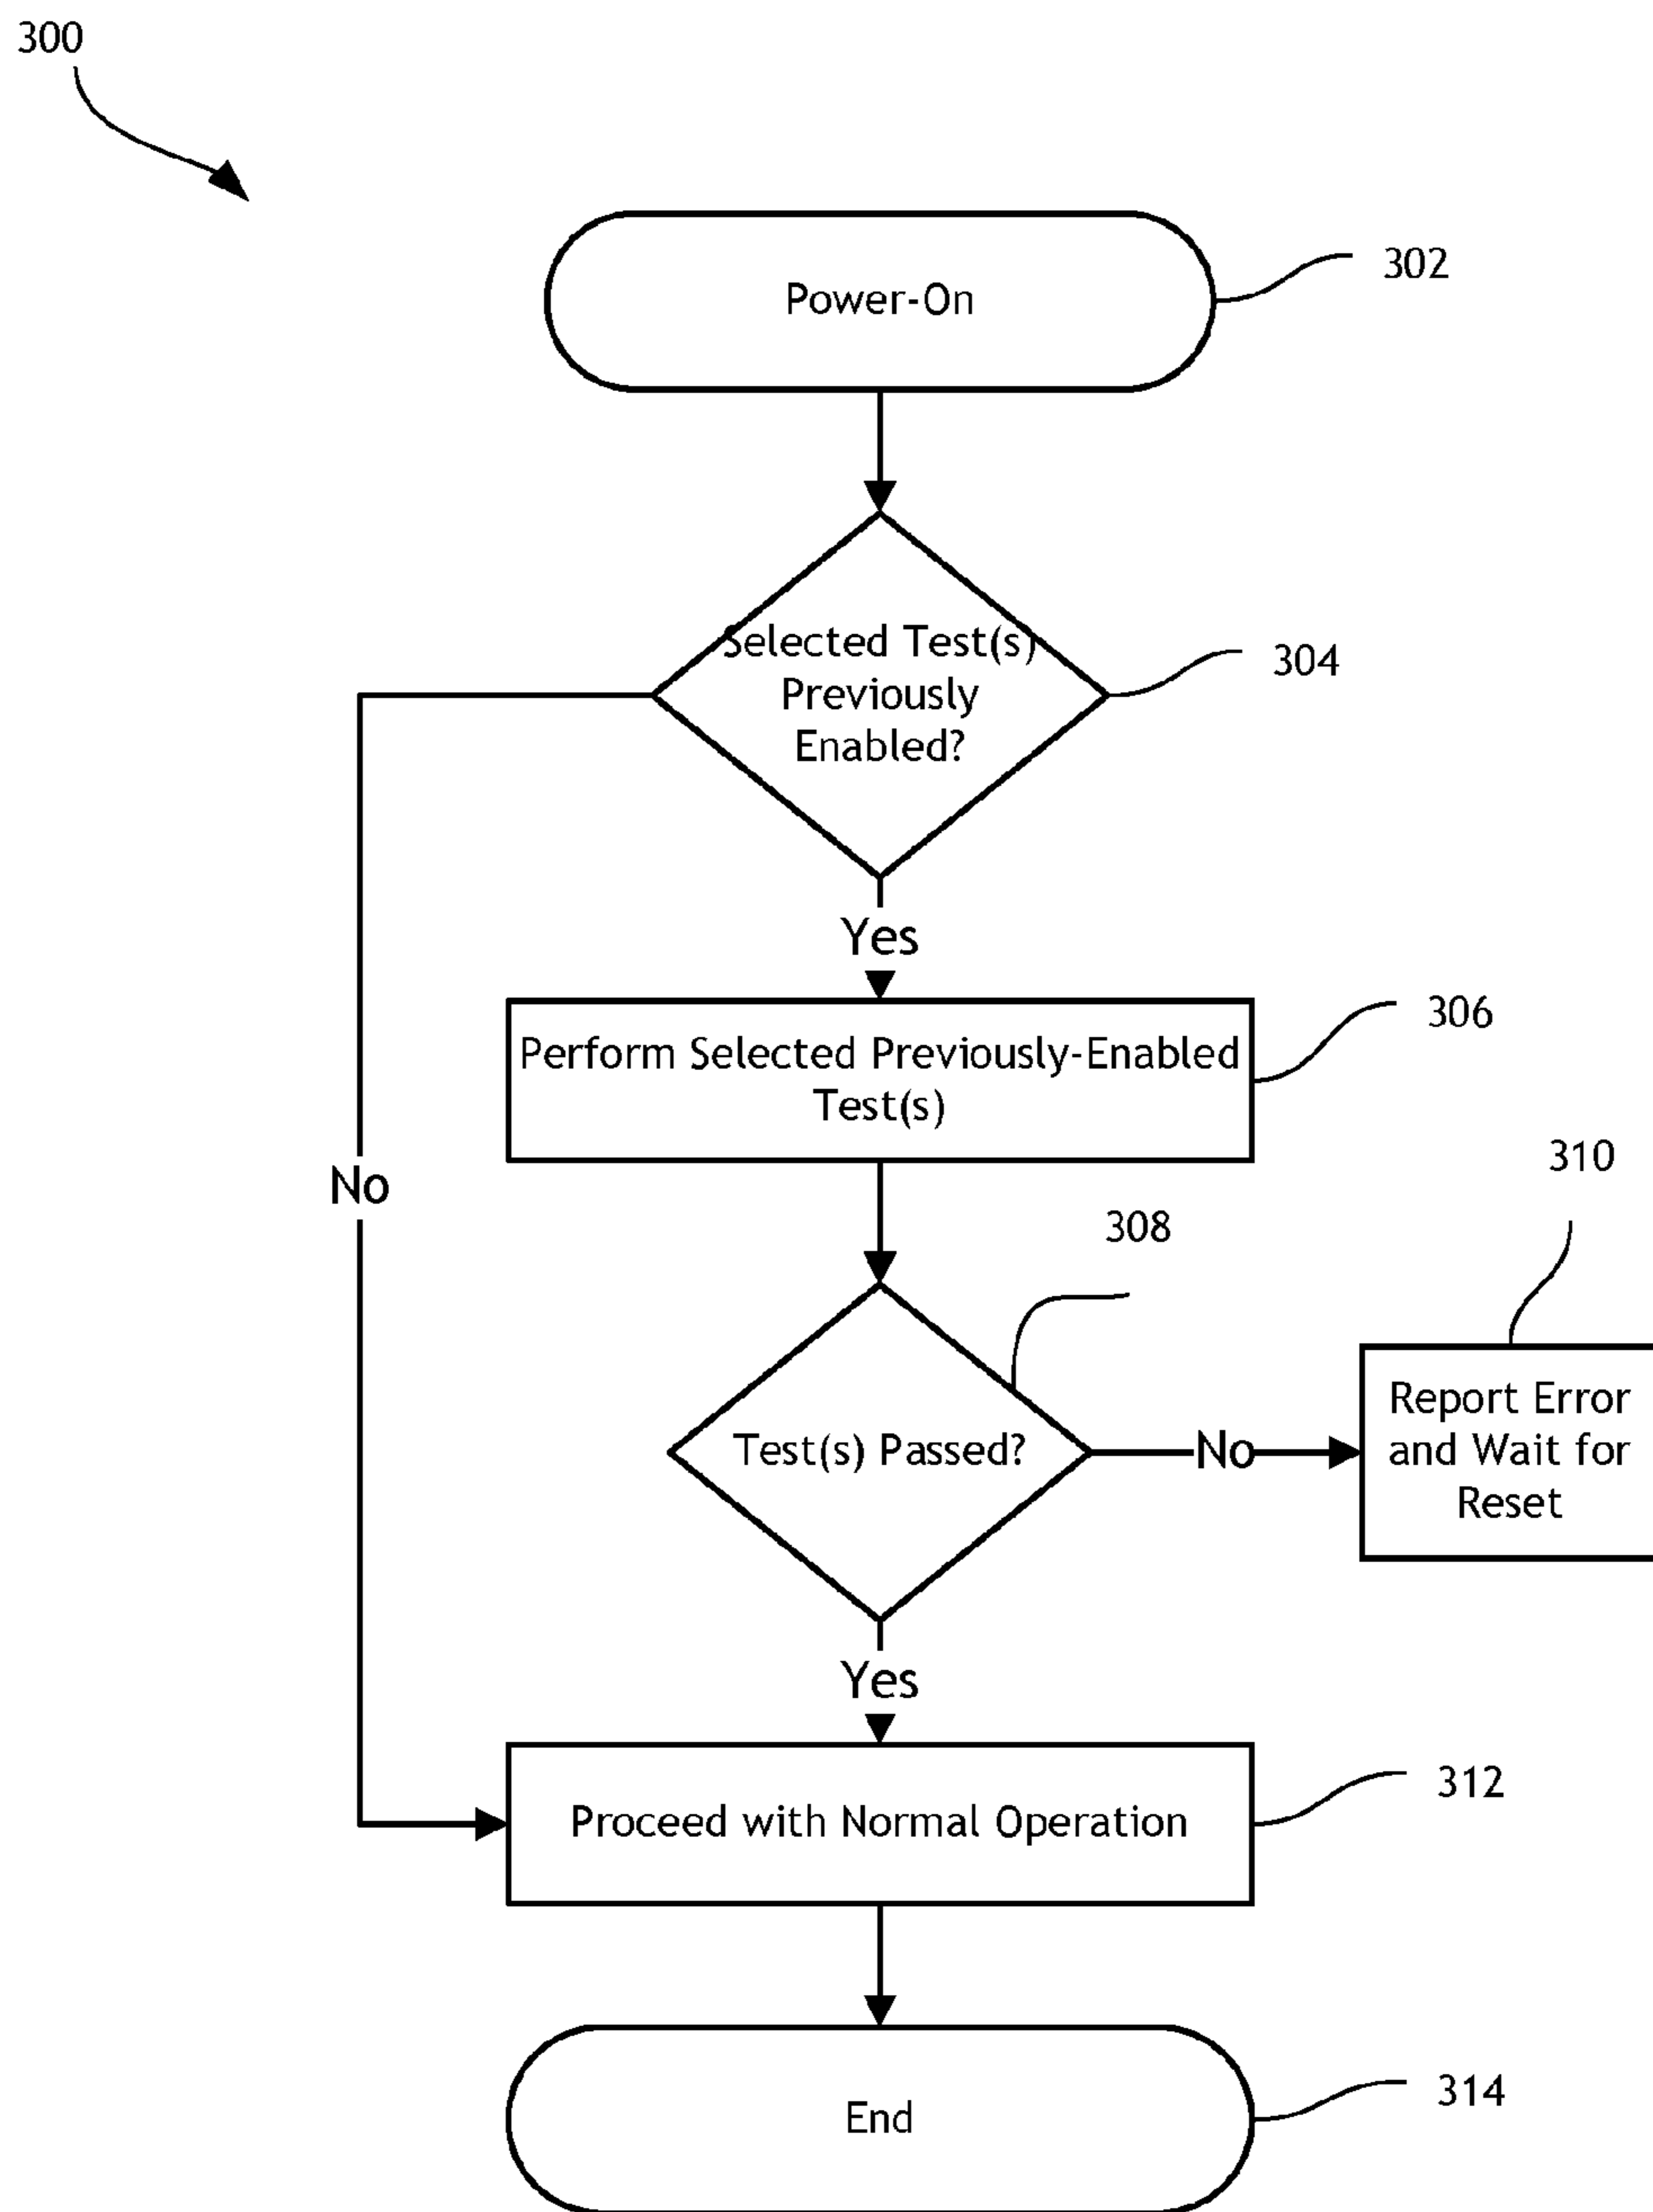 300
Power-On
302
Selected Test(s)
Previously
Enabled?
304
Yes
Perform Selected Previously-Enabled
Test(s)
306
No
308
310
Test(s) Passed?
No
Report Error
and Wait for
Reset
Yes
Proceed with Normal Operation
312
End
314